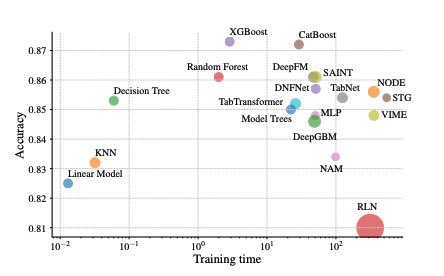 XGBoost
CatBoost
0.87
Random Forest
DeepFM
SAINT
0.86
DNFNet
TabNet
NODE
Decision Tree
TabTransformer
STG
0.85
Model Trees
MLP
VIME
DeepGBM
0.84
KNN
NAM
0.83
Linear Model
0.82
RLN
0.81
Accuracy
10⁻² 10⁻¹ 10⁰ 10¹ 10²
Training time